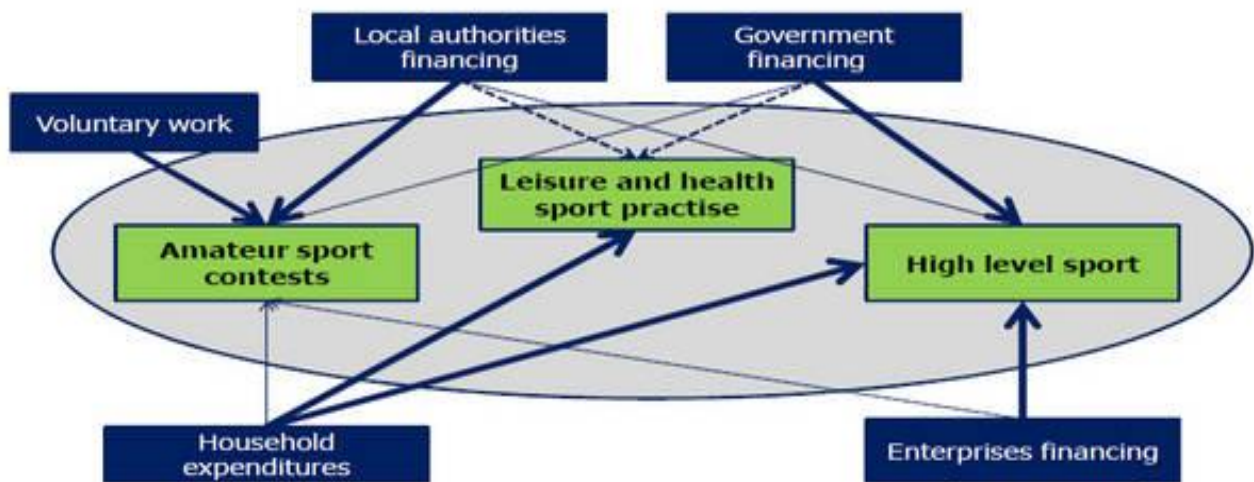 Local authorities
financing
Government
financing
Voluntary work
Leisure and health
sport practise
Amateur sport
contests
High level sport
Household
expenditures
Enterprises financing